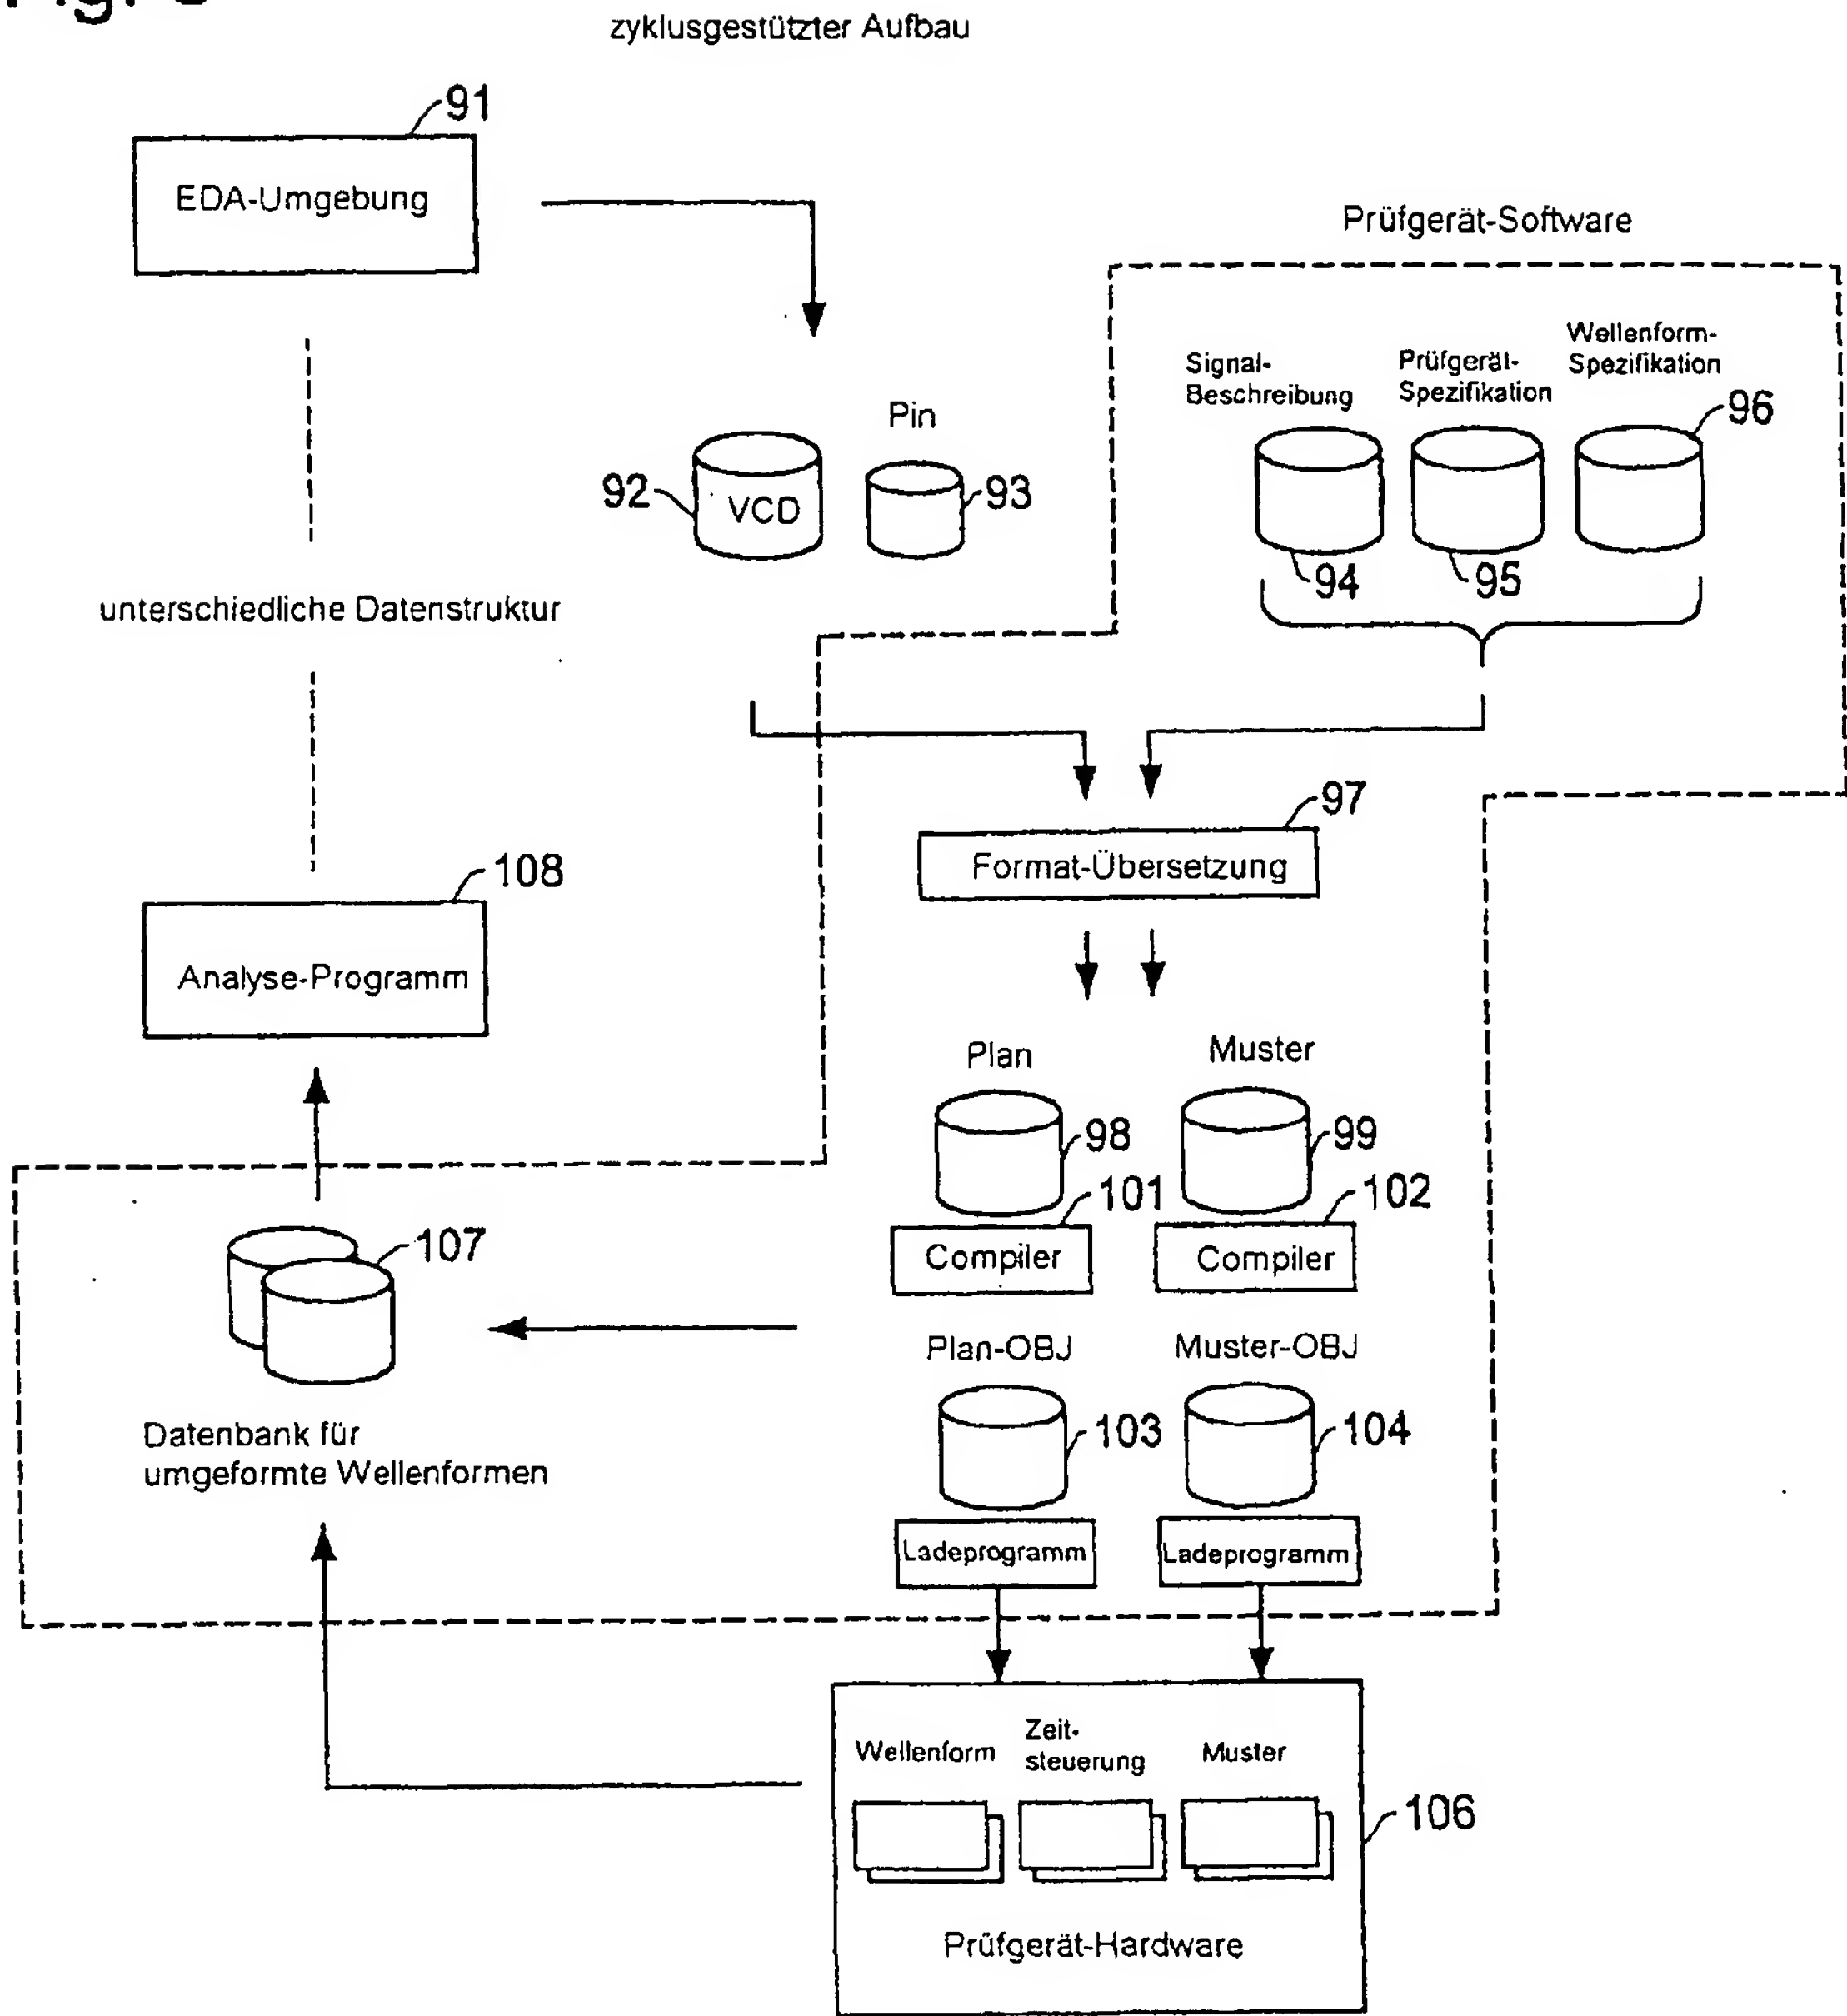 zyklusgestützter Aufbau
91
EDA-Umgebung
Prüfgerät-Software
Signal-
Beschreibung
Prüfgerät-
Spezifikation
Wellenform-
Spezifikation
96
Pin
92
VCD
93
94
95
unterschiedliche Datenstruktur
97
Format-Übersetzung
108
Analyse-Programm
Plan
Muster
98
99
101
102
Compiler
Compiler
107
Plan-OBJ
Muster-OBJ
103
104
Datenbank für
umgeformte Wellenformen
Ladeprogramm
Ladeprogramm
Wellenform
Zeit-
steuerung
Muster
106
Prüfgerät-Hardware